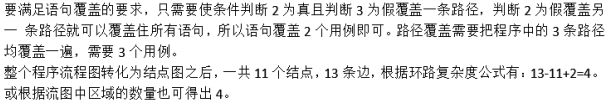 要满足语句覆盖的要求，只需要使条件判断2为真且判断3为假覆盖一条路径，判断2为假覆盖另
一 条路径就可以覆盖住所有语句，所以语句覆盖2个用例即可。路径覆盖需要把程序中的3条路径
均覆盖一遍，需要3个用例。
整个程序流程图转化为结点图之后，一共11个结点，13条边，根据环路复杂度公式有：13-11+2=4。
或根据流图中区域的数量也可得出4。